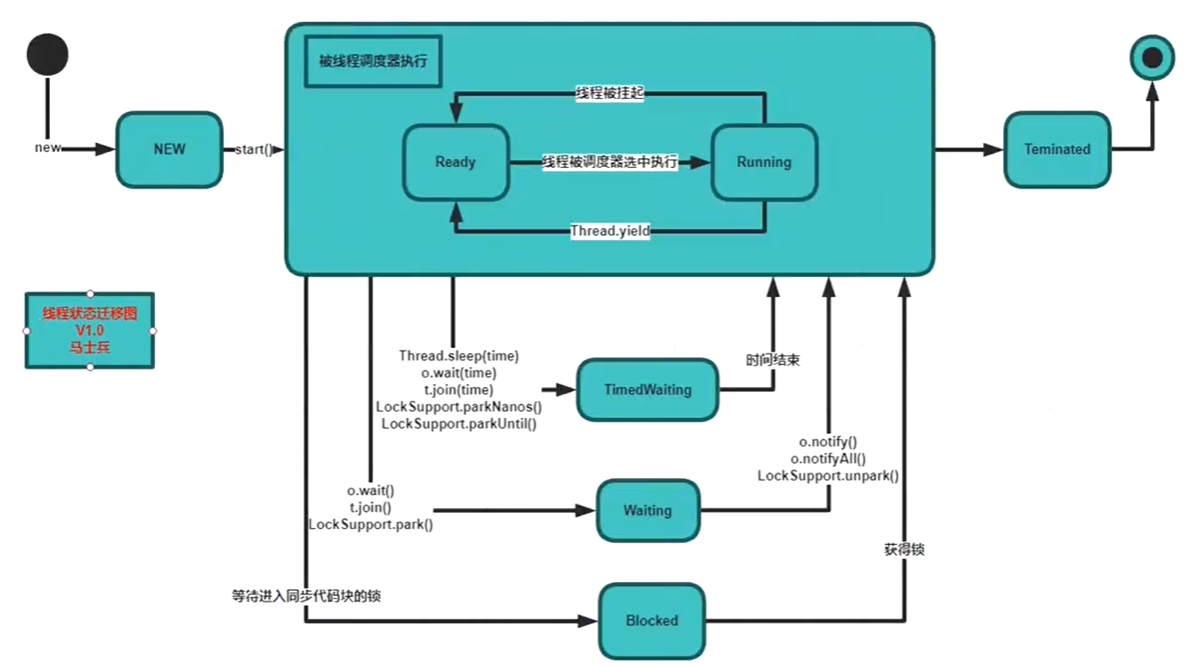 被线程调度器执行
线程被挂起
new
NEW
start()
Ready
线程被调度器选中执行
Running
Teminated
Thread.yield
线程状态迁移图
V1.0
马士兵
Thread.sleep(time)
o.wait(time)
t.join(time)
LockSupport.parkNanos()
LockSupport.parkUntil()
TimedWaiting
时间结束
o.notify()
o.notifyAll()
LockSupport.unpark()
o.wait()
t.join()
LockSupport.park()
Waiting
获得锁
等待进入同步代码块的锁
Blocked